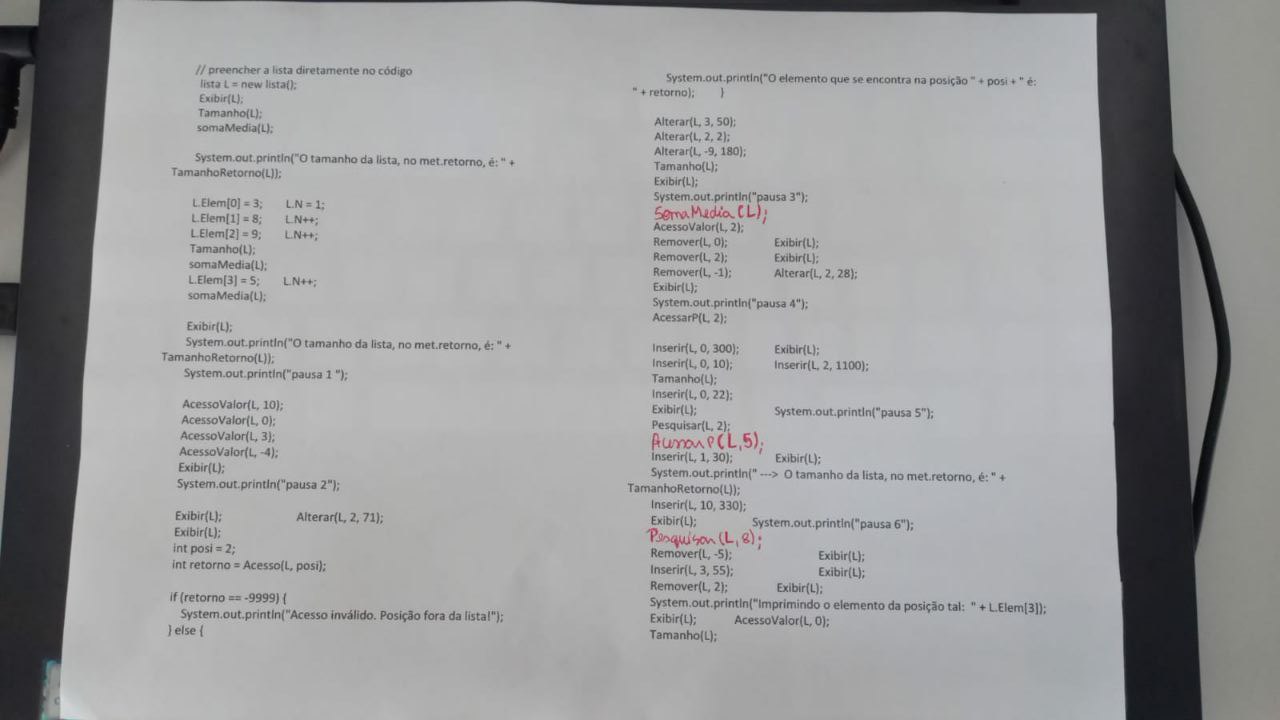 // preencher a lista diretamente no código
lista L = new lista();
Exibir(L);
Tamanho(L);
somaMedia(L);
System.out.println("O tamanho da lista, no met.retorno, é: " +
TamanhoRetorno(L));
L.Elem[0] = 3; L.N = 1;
L.Elem[1] = 8; L.N++;
L.Elem[2] = 9; L.N++;
Tamanho(L);
somaMedia(L);
L.Elem[3] = 5; L.N++;
somaMedia(L);
Exibir(L);
System.out.println("O tamanho da lista, no met.retorno, é: " +
TamanhoRetorno(L));
System.out.println("pausa 1 ");
AcessoValor(L, 10);
AcessoValor(L, 0);
AcessoValor(L, 3);
AcessoValor(L, -4);
Exibir(L);
System.out.println("pausa 2");
Exibir(L); Alterar(L, 2, 71);
Exibir(L);
int posi = 2;
int retorno = Acesso(L, posi);
if (retorno == -9999) {
System.out.println("Acesso inválido. Posição fora da lista!");
} else {
System.out.println("O elemento que se encontra na posição " + posi + " é:
" + retorno); }
Alterar(L, 3, 50);
Alterar(L, 2, 2);
Alterar(L, -9, 180);
Tamanho(L);
Exibir(L);
System.out.println("pausa 3");
SomaMedia(L);
AcessoValor(L, 2);
Remover(L, 0); Exibir(L);
Remover(L, 2); Exibir(L);
Remover(L, -1); Alterar(L, 2, 28);
Exibir(L);
System.out.println("pausa 4");
AcessarP(L, 2);
Inserir(L, 0, 300); Exibir(L);
Inserir(L, 0, 10); Inserir(L, 2, 1100);
Tamanho(L);
Inserir(L, 0, 22);
Exibir(L); System.out.println("pausa 5");
Pesquisar(L, 2);
AcessarP(L,5);
Inserir(L, 1, 30); Exibir(L);
System.out.println(" ---> O tamanho da lista, no met.retorno, é: " +
TamanhoRetorno(L));
Inserir(L, 10, 330);
Exibir(L); System.out.println("pausa 6");
Pesquisar(L,8);
Remover(L, -5); Exibir(L);
Inserir(L, 3, 55); Exibir(L);
Remover(L, 2); Exibir(L);
System.out.println("Imprimindo o elemento da posição tal: " + L.Elem[3]);
Exibir(L); AcessoValor(L, 0);
Tamanho(L);